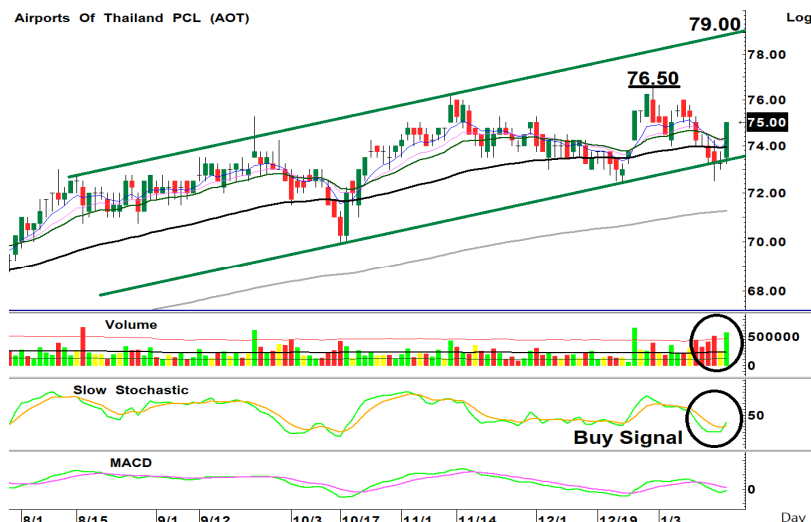 Airports Of Thailand PCL (AOT)
79.00
Log
78.00
76.50
76.00
75.00
74.00
72.00
70.00
68.00
Volume
500000
0
Slow Stochastic
50
Buy Signal
MACD
0
8/1 8/15 9/1 9/12 10/3 10/17 11/1 11/14 12/1 12/19 1/3 Day